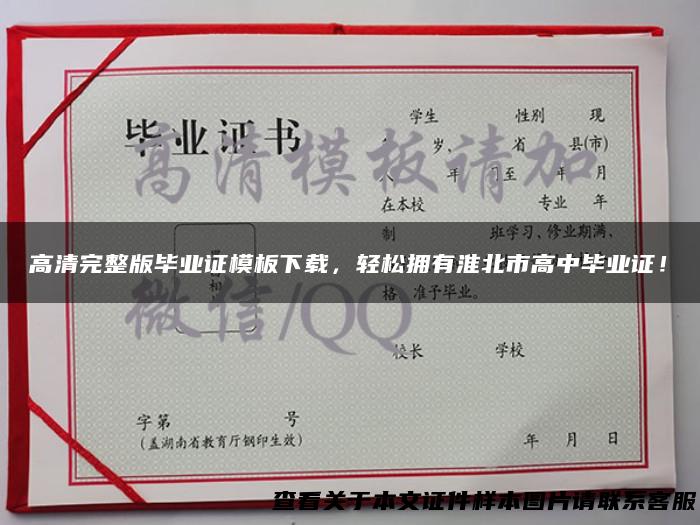 毕业证书
学生 性别 现
岁、 省 县(市)
年 月至 年 月
在本校 专业 年
制 班学习、修业期满、
格 准予毕业。
校长 学校
字第 号
(盖湖南省教育厅钢印生效)
年 月 日
高清模板请加
微信/QQ
高清完整版毕业证模板下载，轻松拥有淮北市高中毕业证！
查看关于本文证件样本图片请联系客服